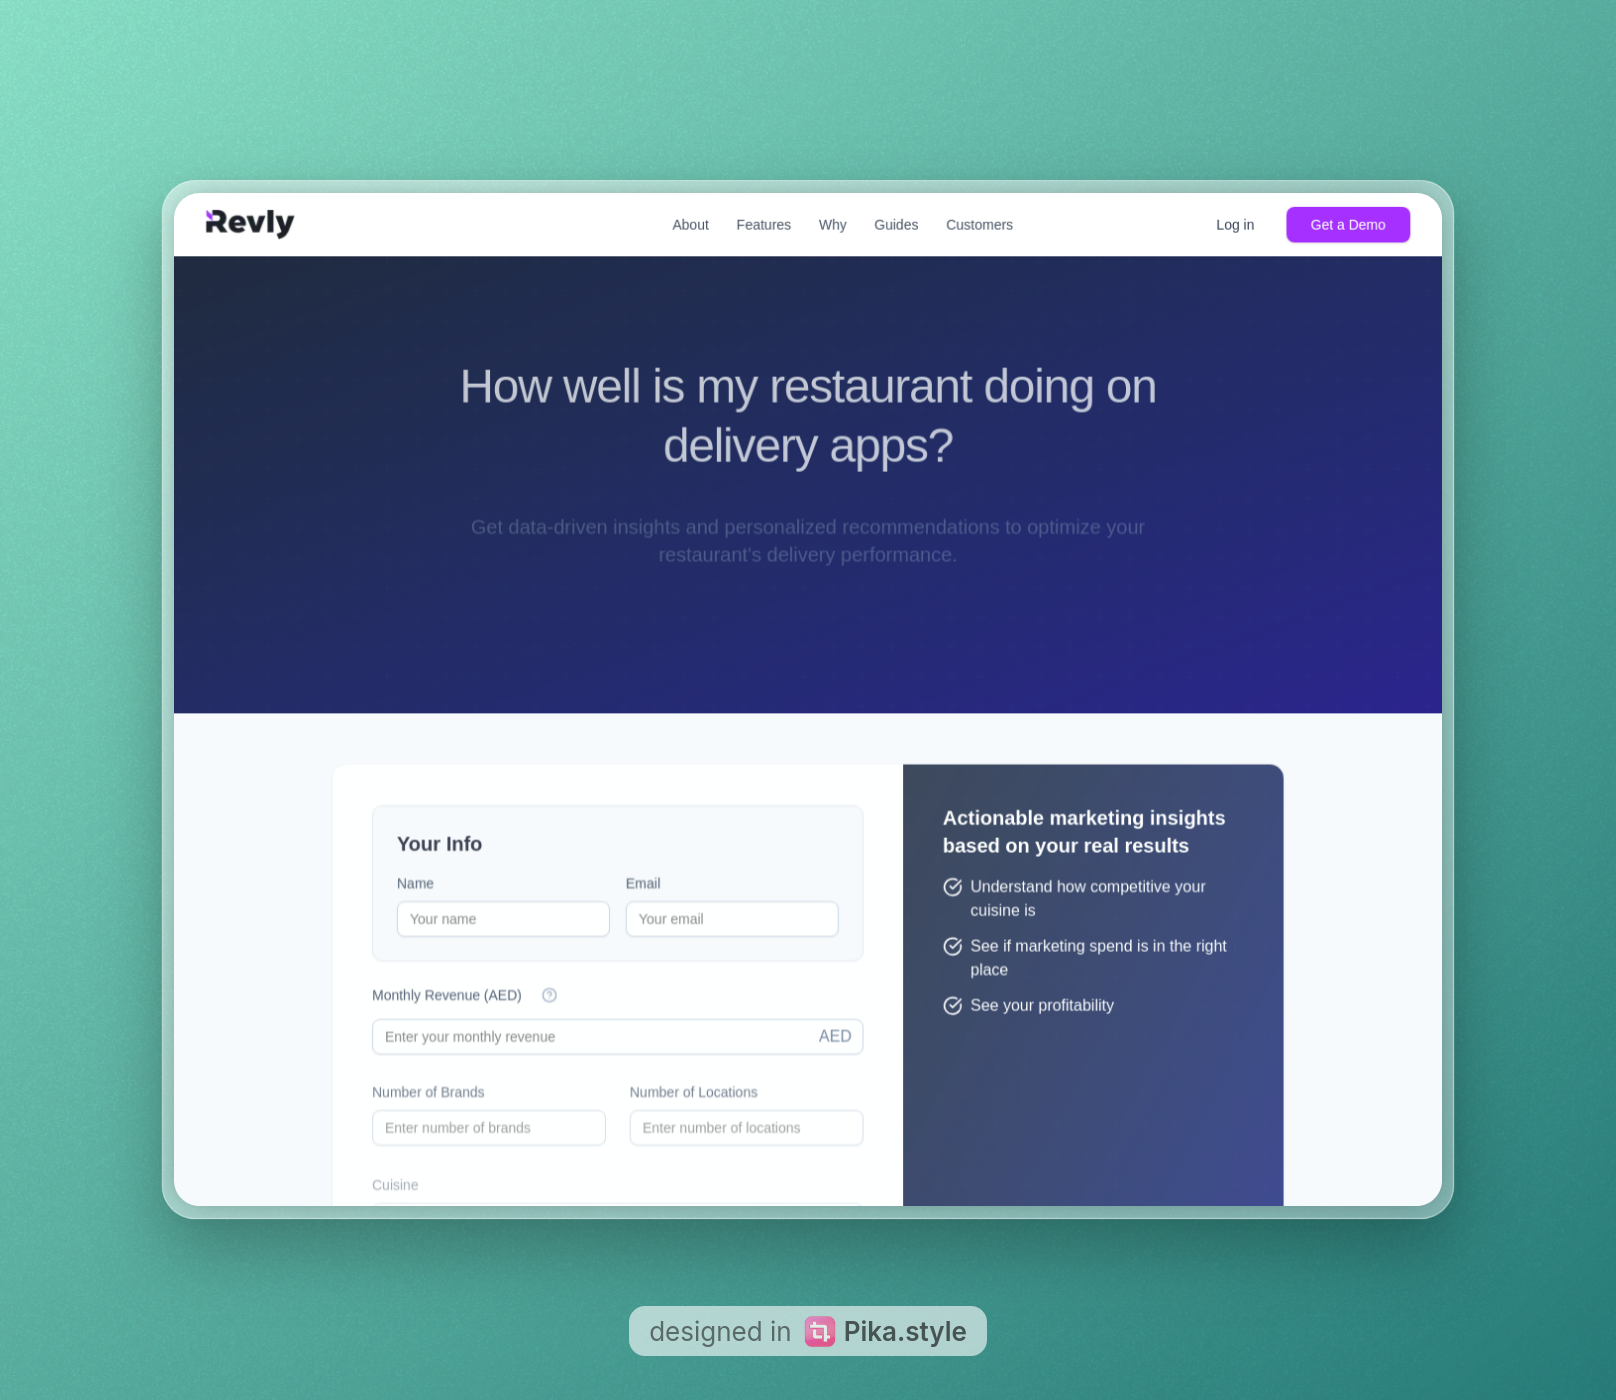 Revly
About Features Why Guides Customers Log in Get a Demo
How well is my restaurant doing on
delivery apps?
Get data-driven insights and personalized recommendations to optimize your
restaurant's delivery performance.
Your Info
Name Email
Your name Your email
Monthly Revenue (AED)
Enter your monthly revenue AED
Number of Brands Number of Locations
Enter number of brands Enter number of locations
Cuisine
Actionable marketing insights
based on your real results
Understand how competitive your
cuisine is
See if marketing spend is in the right
place
See your profitability
designed in Pika.style